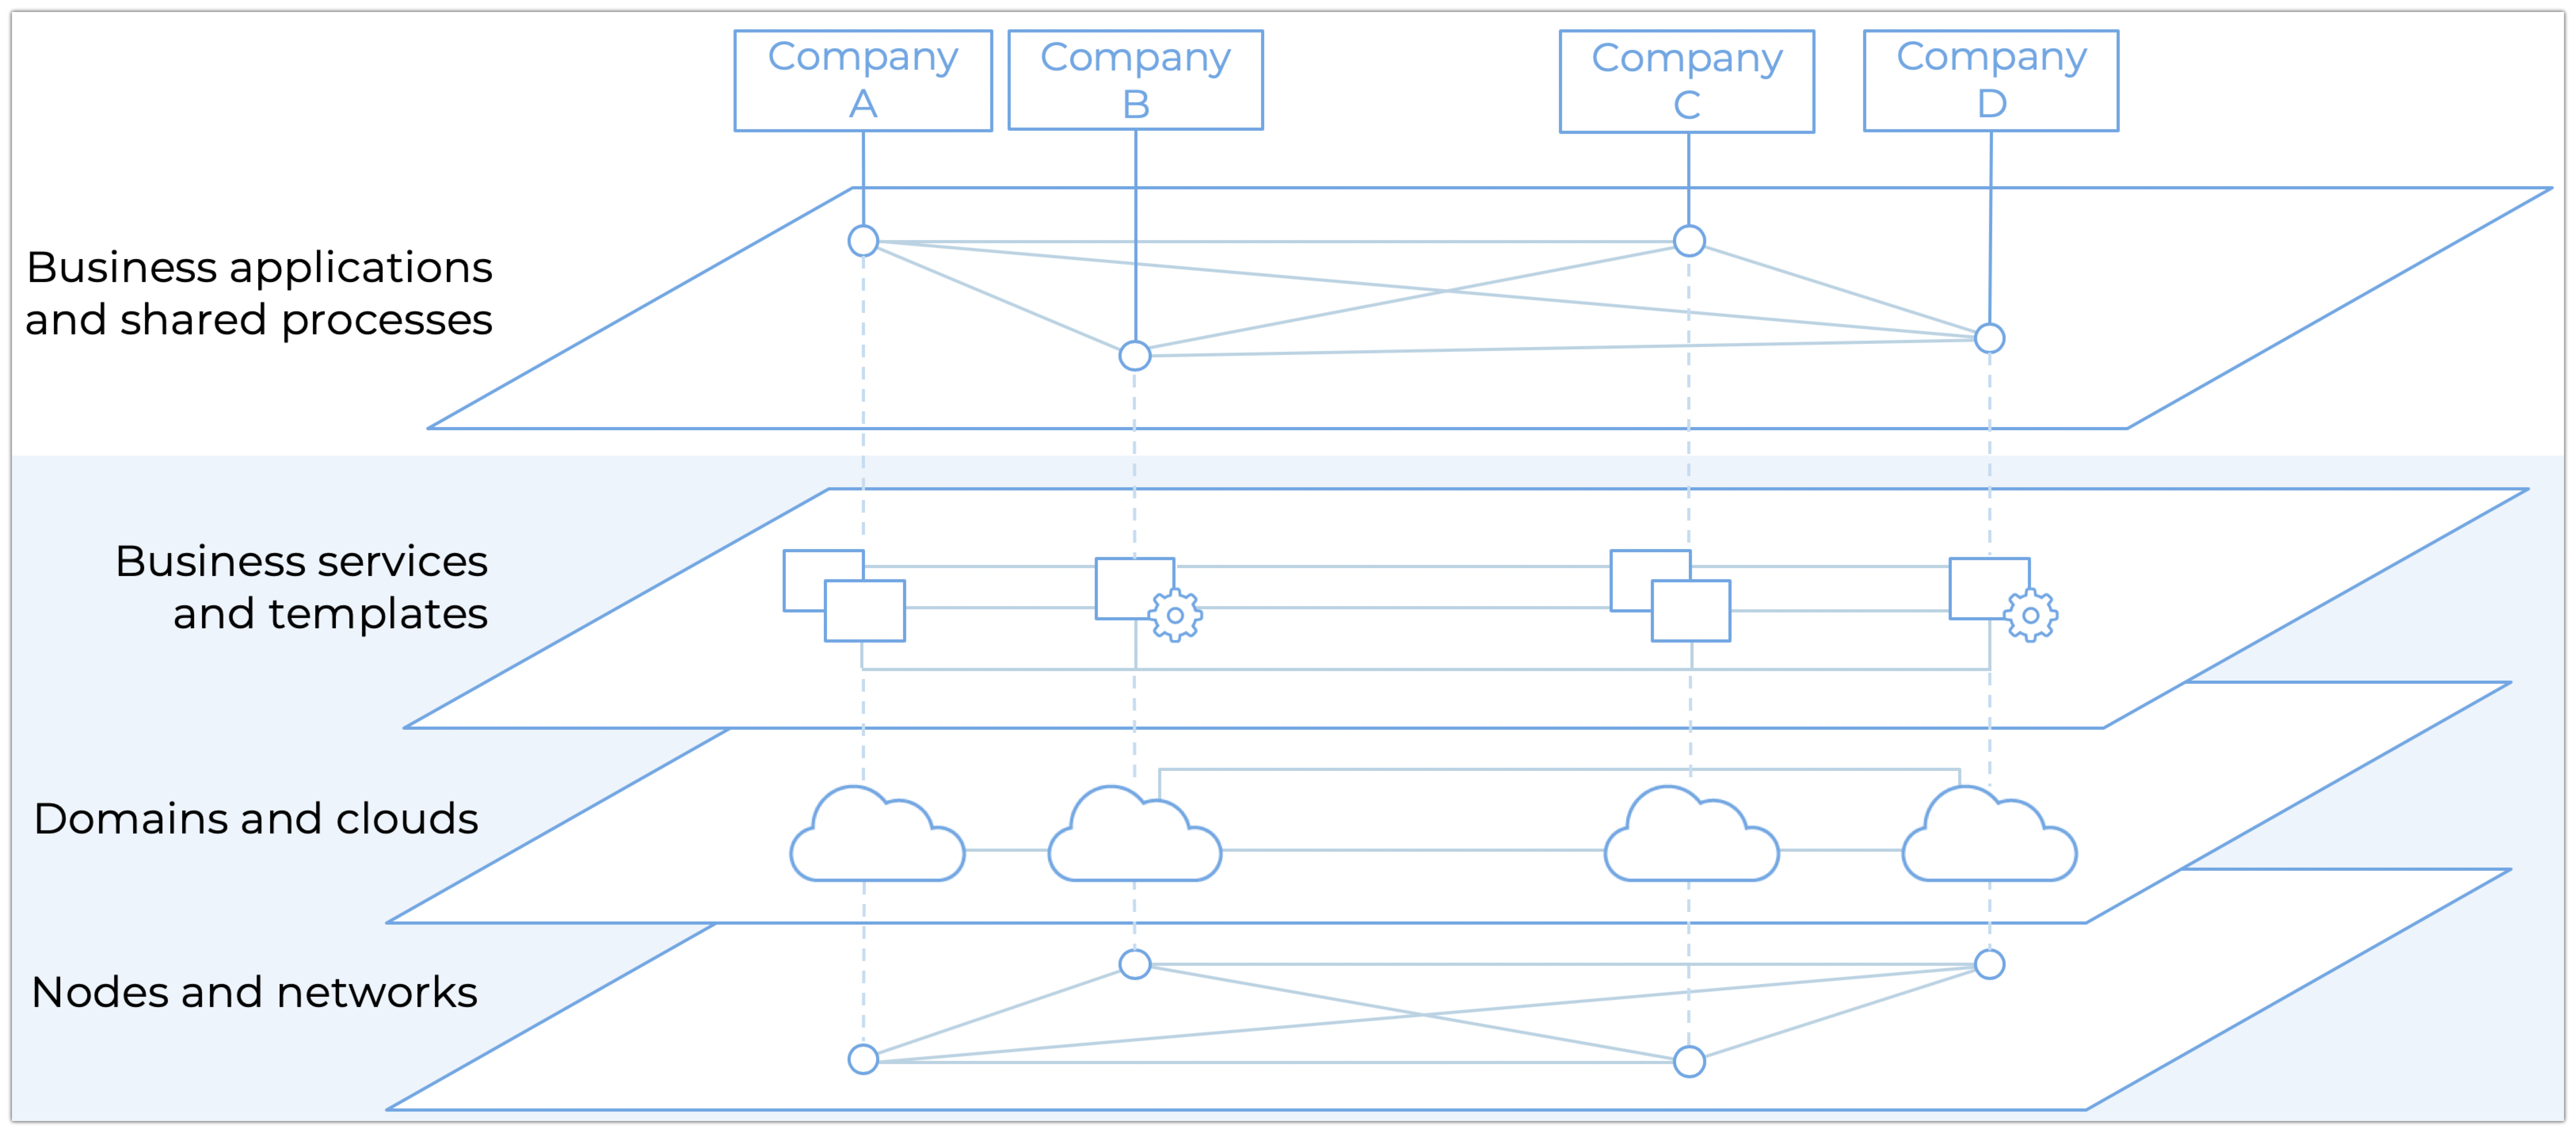 Company
A
Company
B
Company
C
Company
D
Business applications
and shared processes
Business services
and templates
Domains and clouds
Nodes and networks